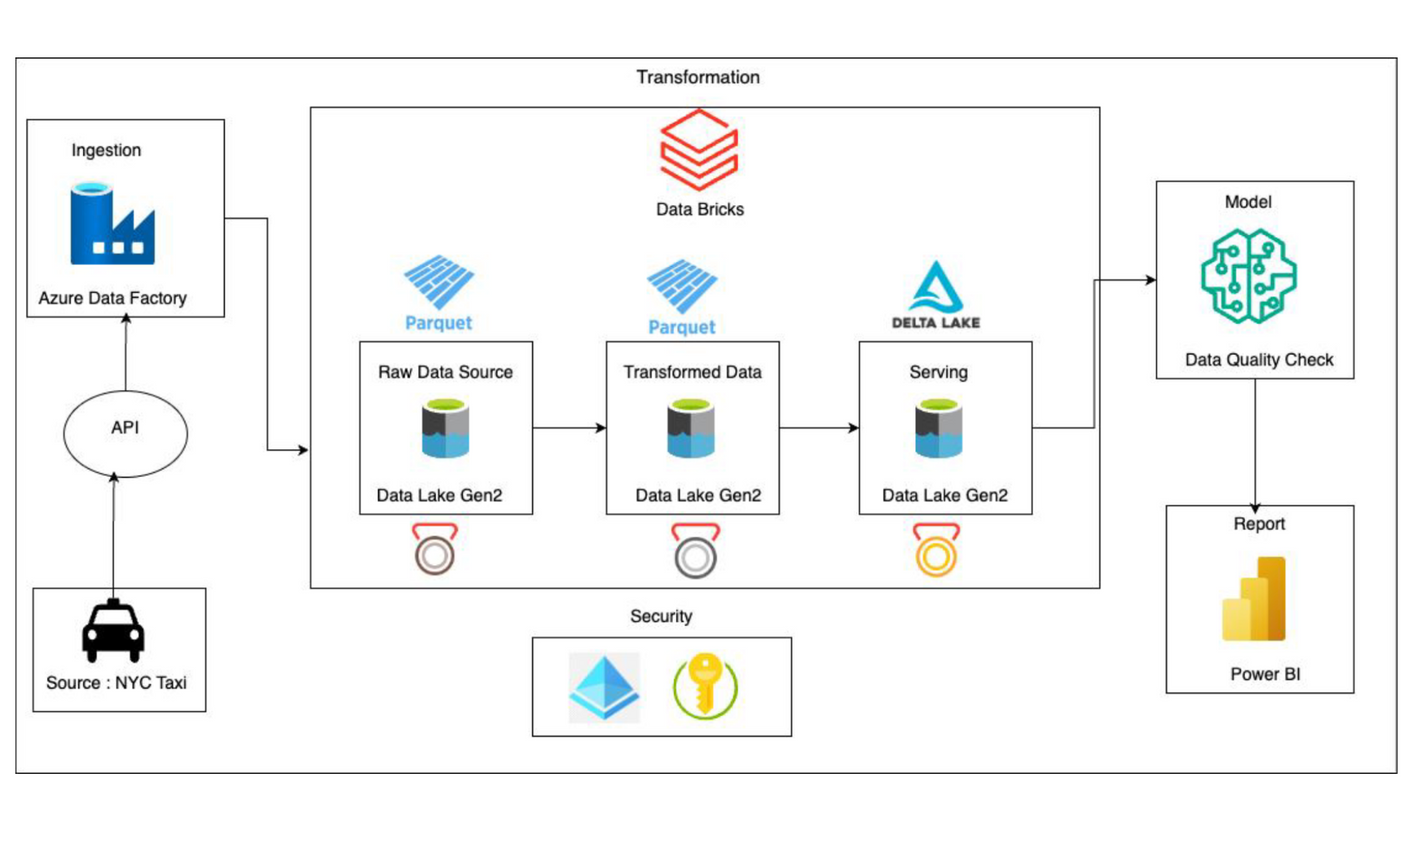 Transformation
Ingestion
Azure Data Factory
API
Source : NYC Taxi
Data Bricks
Parquet
Raw Data Source
Data Lake Gen2
Parquet
Transformed Data
Data Lake Gen2
DELTA LAKE
Serving
Data Lake Gen2
Security
Model
Data Quality Check
Report
Power BI